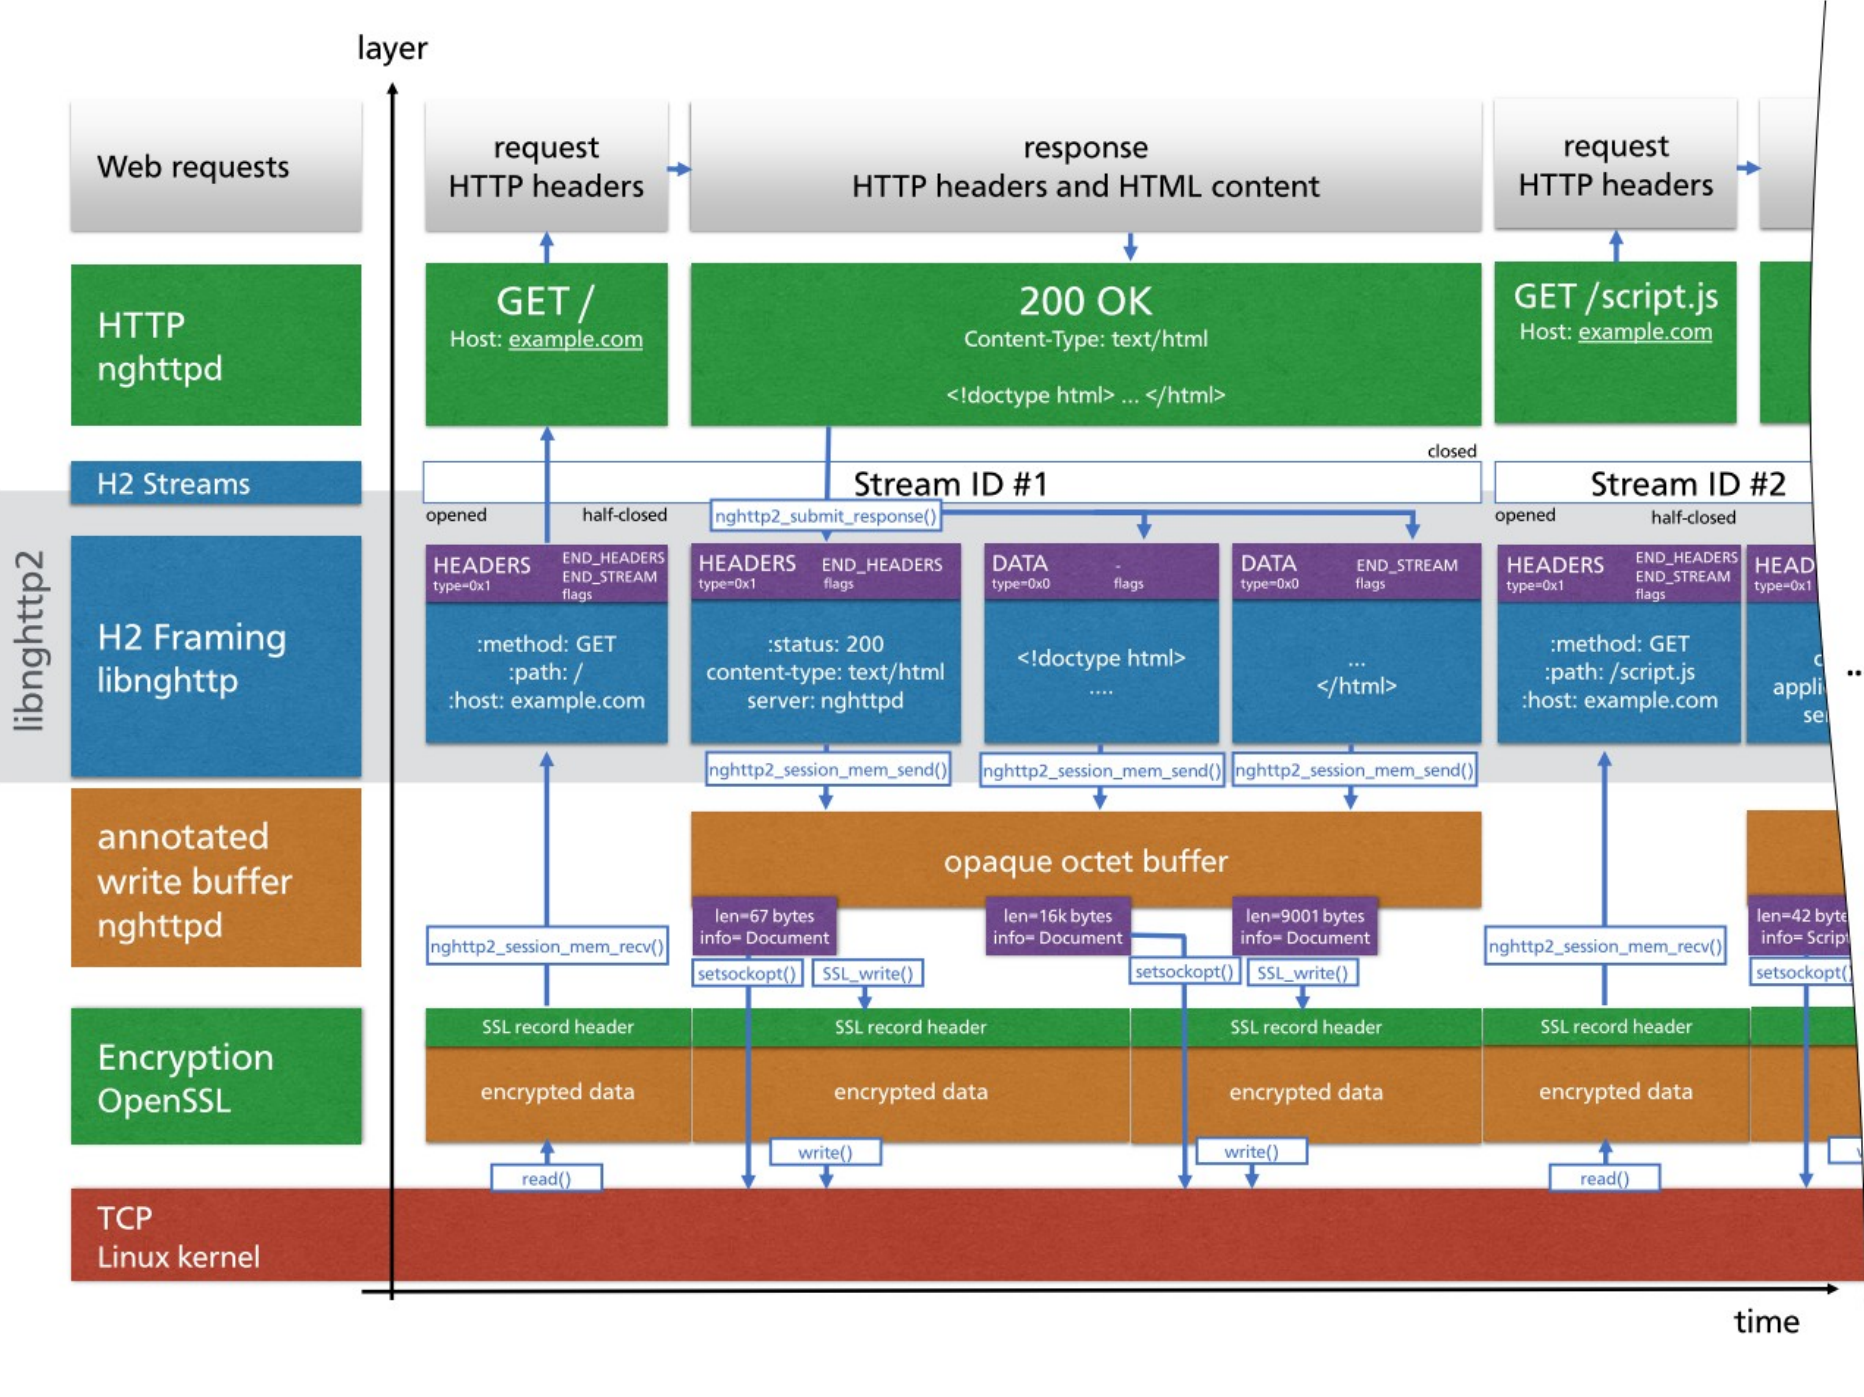 layer
Web requests
request
HTTP headers
response
HTTP headers and HTML content
request
HTTP headers
HTTP
nghttpd
GET /
Host: example.com
200 OK
Content-Type: text/html
<!doctype html> ... </html>
GET /script.js
Host: example.com
closed
H2 Streams
Stream ID #1
Stream ID #2
opened
half-closed
nghttp2_submit_response()
opened
half-closed
libnghttp2
H2 Framing
libnghttp
HEADERS
type=0x1
END_HEADERS
END_STREAM
flags
:method: GET
:path: /
:host: example.com
HEADERS
type=0x1
END_HEADERS
flags
:status: 200
content-type: text/html
server: nghttpd
DATA
type=0x0
-
flags
<!doctype html>
....
DATA
type=0x0
END_STREAM
flags
...
</html>
HEADERS
type=0x1
END_HEADERS
END_STREAM
flags
:method: GET
:path: /script.js
:host: example.com
HEAD
type=0x1
c
appli
se
..
nghttp2_session_mem_send()
nghttp2_session_mem_send()
nghttp2_session_mem_send()
annotated
write buffer
nghttpd
opaque octet buffer
len=67 bytes
info= Document
len=16k bytes
info= Document
len=9001 bytes
info= Document
len=42 byte
info= Scrip
nghttp2_session_mem_recv()
nghttp2_session_mem_recv()
setsockopt()
SSL_write()
setsockopt()
SSL_write()
setsockopt()
Encryption
OpenSSL
SSL record header
SSL record header
SSL record header
SSL record header
encrypted data
encrypted data
encrypted data
encrypted data
read()
write()
write()
read()
TCP
Linux kernel
time